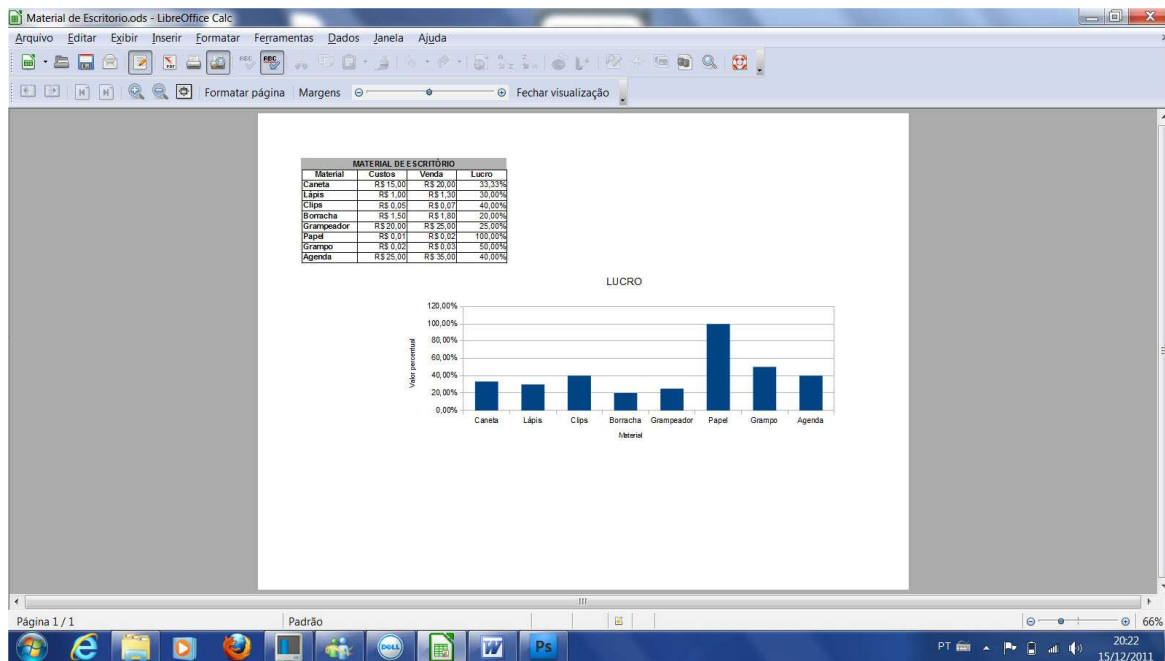 Material de Escritorio.ods - LibreOffice Calc
Arquivo Editar Exibir Inserir Formatar Ferramentas Dados Janela Ajuda
Formatar página Margens Fechar visualização
MATERIAL DE ESCRITÓRIO
Material Custos Venda Lucro
Caneta R$ 15,00 R$ 20,00 33,33%
Lápis R$ 1,00 R$ 1,30 30,00%
Clips R$ 0,05 R$ 0,07 40,00%
Borracha R$ 1,50 R$ 1,80 20,00%
Grampeador R$ 20,00 R$ 25,00 25,00%
Papel R$ 0,01 R$ 0,02 100,00%
Grampo R$ 0,02 R$ 0,03 50,00%
Agenda R$ 25,00 R$ 35,00 40,00%
LUCRO
120,00%
100,00%
80,00%
60,00%
40,00%
20,00%
0,00%
Valor percentual
Caneta Lápis Clips Borracha Grampeador Papel Grampo Agenda
Material
Página 1 / 1 Padrão 66%
DELL W Ps PT 20:22
15/12/2011